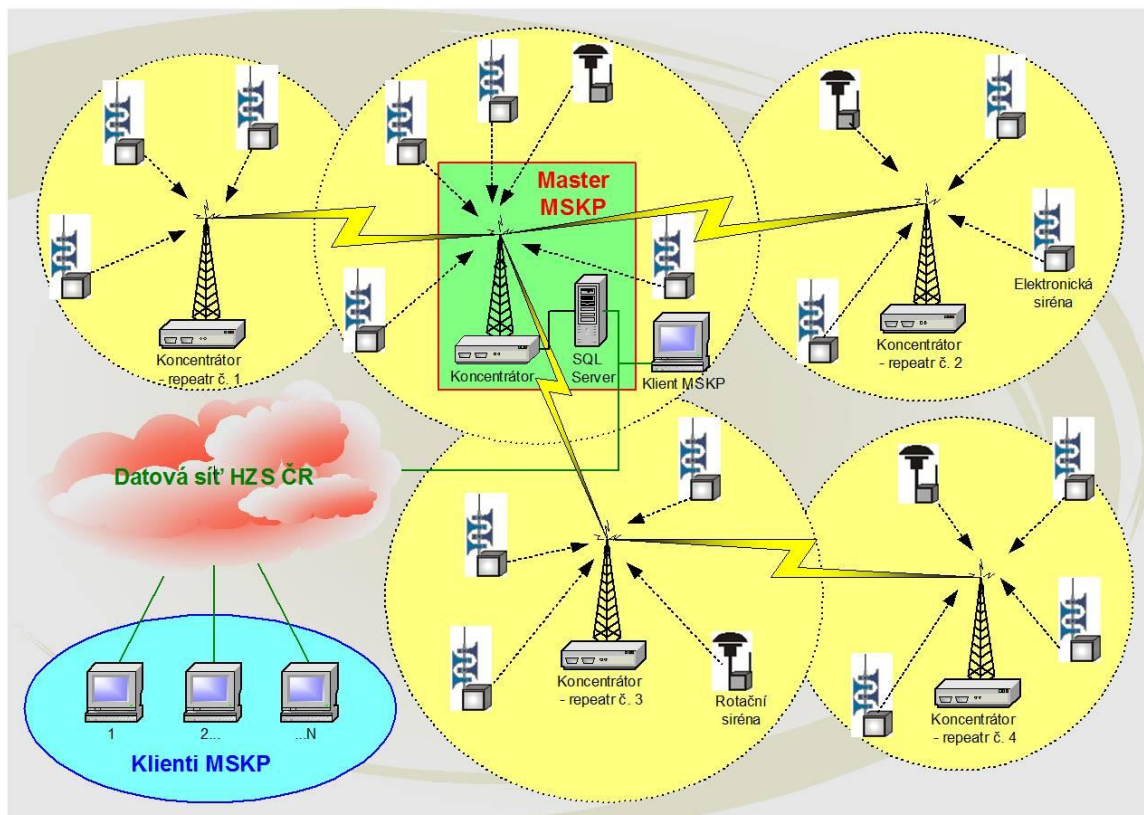 Master
MSKP
Elektronická
siréna
Koncentrátor
- repeatr č. 1
Koncentrátor
SQL
Server
Klient MSKP
Koncentrátor
- repeatr č. 2
Datová síť HZS ČR
Koncentrátor
- repeatr č. 3
Rotační
siréna
Koncentrátor
- repeatr č. 4
1
2...
...N
Klienti MSKP